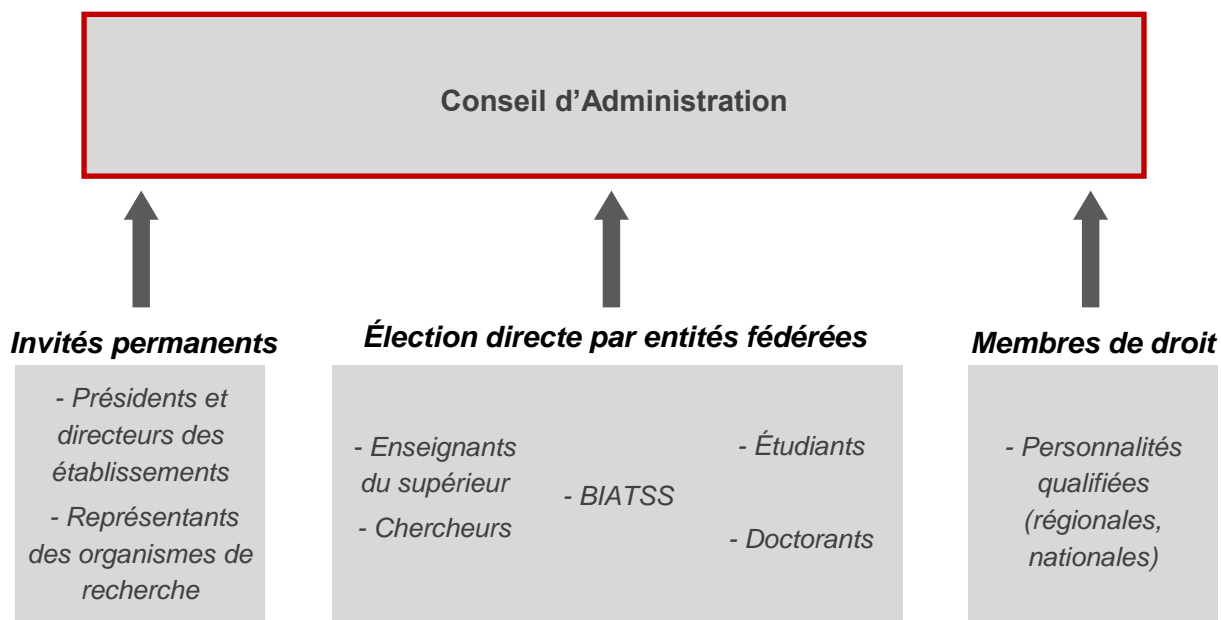 Conseil d’Administration
Invités permanents
- Présidents et
directeurs des
établissements
- Représentants
des organismes de
recherche
Élection directe par entités fédérées
- Enseignants
du supérieur
- Chercheurs
- BIATSS
- Étudiants
- Doctorants
Membres de droit
- Personnalités
qualifiées
(régionales,
nationales)